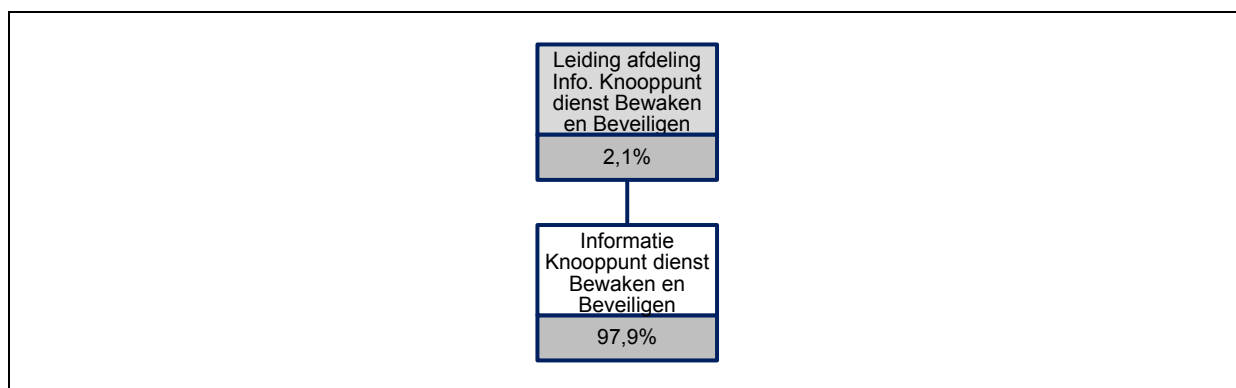 Leiding afdeling
Info. Knooppunt
dienst Bewaken
en Beveiligen
2,1%
Informatie
Knooppunt dienst
Bewaken en
Beveiligen
97,9%